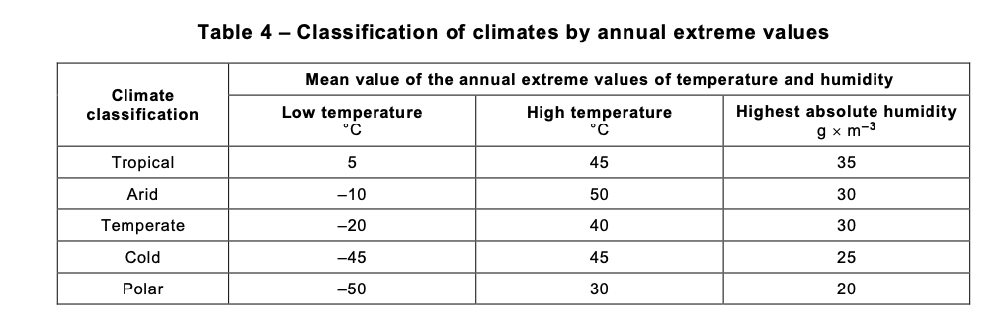 Table 4 – Classification of climates by annual extreme values
Climate classification
Mean value of the annual extreme values of temperature and humidity
Low temperature °C
High temperature °C
Highest absolute humidity g × m–3
Tropical 5 45 35
Arid –10 50 30
Temperate –20 40 30
Cold –45 45 25
Polar –50 30 20